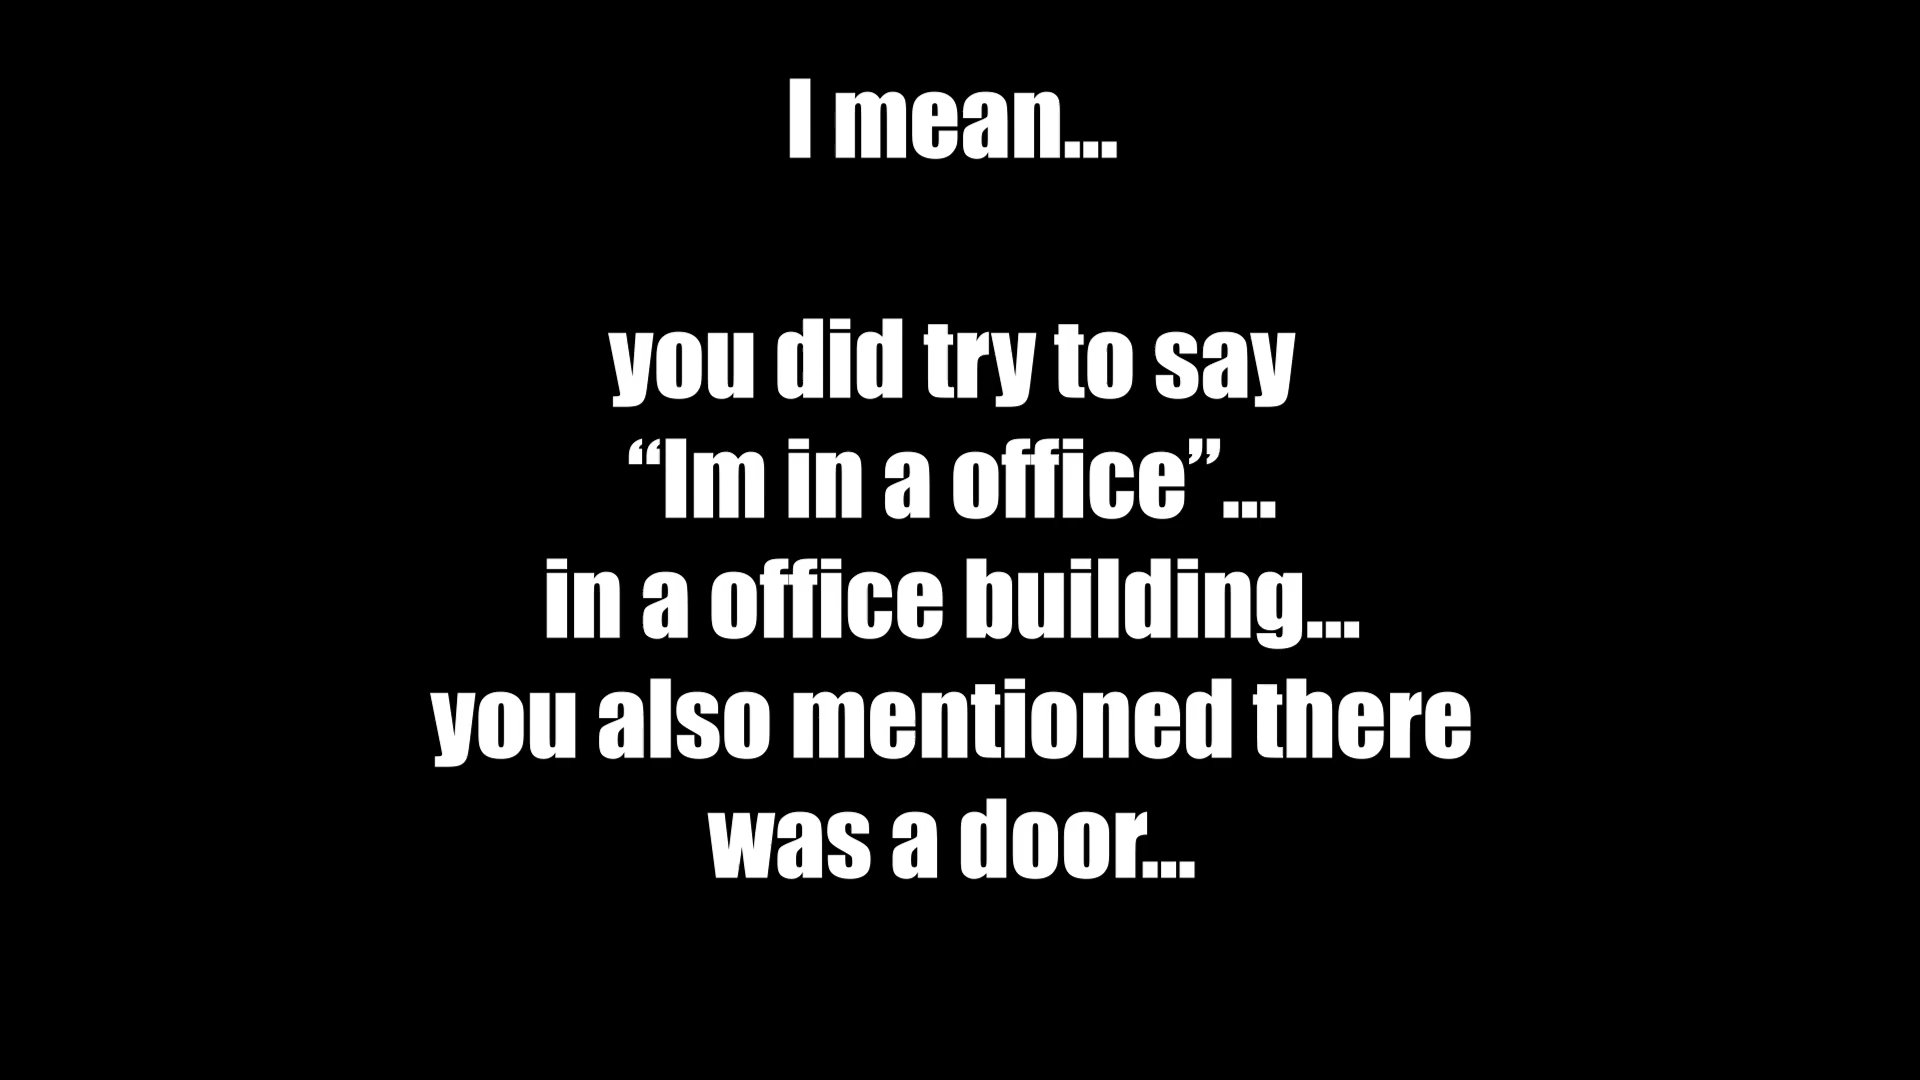 I mean...
you did try to say
“Im in a office”...
in a office building...
you also mentioned there
was a door...